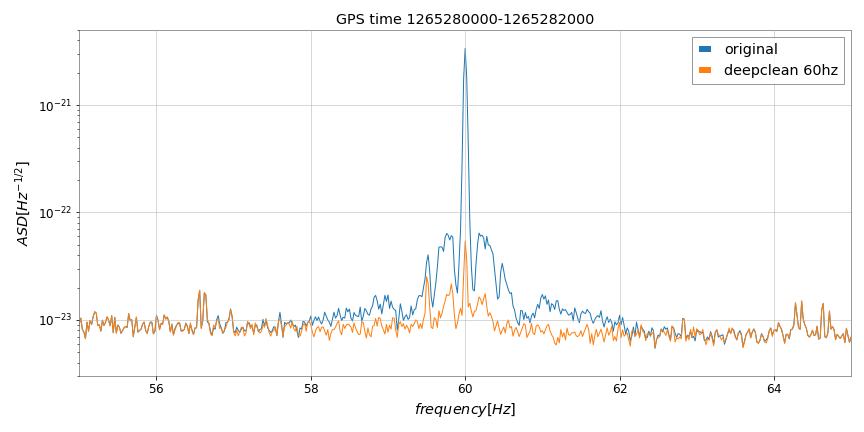 GPS time 1265280000-1265282000
original
deepclean 60hz
10⁻²¹
10⁻²²
10⁻²³
ASD[Hz⁻¹/²]
56 58 60 62 64
frequency[Hz]